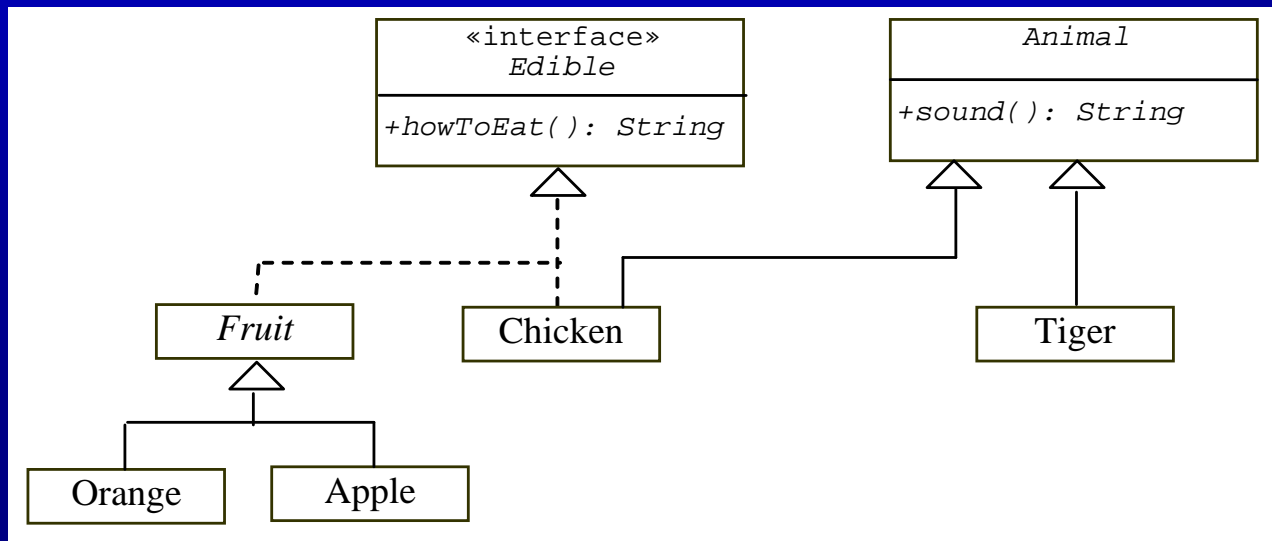 «interface»
Edible
+howToEat(): String
Animal
+sound(): String
Fruit
Chicken
Tiger
Orange
Apple